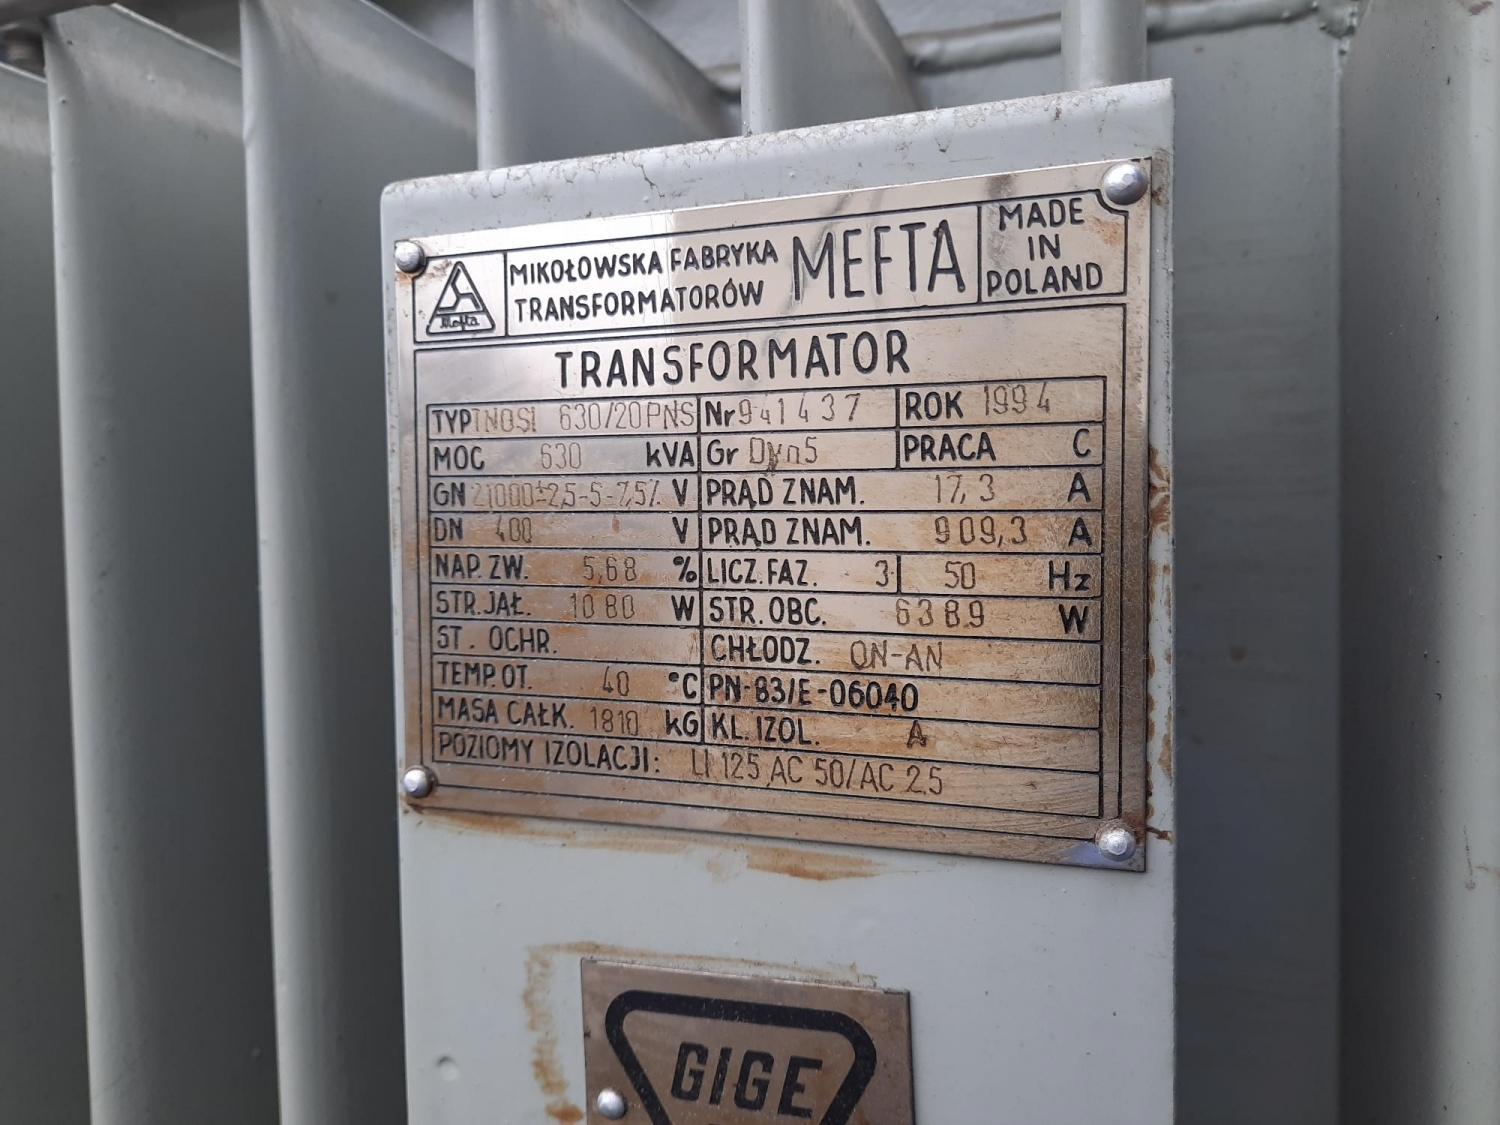 Mefta
MIKOŁOWSKA FABRYKA
TRANSFORMATORÓW
MEFTA
MADE
IN
POLAND
TRANSFORMATOR
TYP TNOSI 630/20PNS Nr 941437 ROK 1994
MOC 630 kVA Gr Dyn5 PRACA C
GN 21000±2,5-5-7,5% V PRĄD ZNAM. 17,3 A
DN 400 V PRĄD ZNAM. 909,3 A
NAP. ZW. 5,68 % LICZ. FAZ. 3 50 Hz
STR. JAŁ. 1080 W STR. OBC. 6389 W
ST. OCHR. CHŁODZ. ON-AN
TEMP. OT. 40 °C PN-83/E-06040
MASA CAŁK. 1810 kG KL. IZOL. A
POZIOMY IZOLACJI: LI 125 AC 50/AC 2,5
GIGE